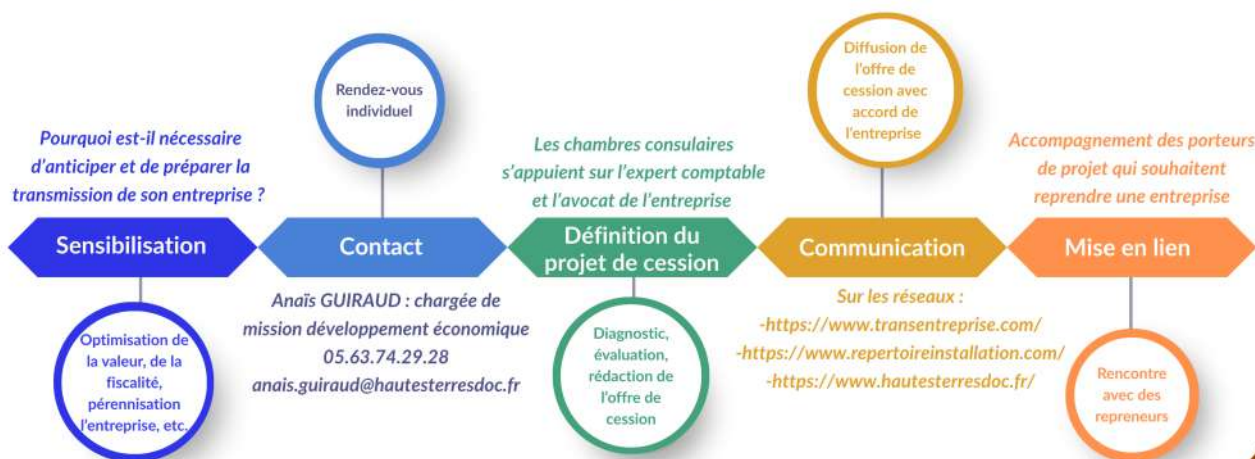 Pourquoi est-il nécessaire
d'anticiper et de préparer la
transmission de son entreprise ?
Sensibilisation
Optimisation de
la valeur, de la
fiscalité,
pérennisation
l'entreprise, etc.
Rendez-vous
individuel
Contact
Anaïs GUIRAUD : chargée de
mission développement économique
05.63.74.29.28
anais.guiraud@hautesterresdoc.fr
Les chambres consulaires
s'appuient sur l'expert comptable
et l'avocat de l'entreprise
Définition du
projet de cession
Diagnostic,
évaluation,
rédaction de
l'offre de
cession
Diffusion de
l'offre de
cession avec
accord de
l'entreprise
Communication
Sur les réseaux :
-https://www.transentreprise.com/
-https://www.repertoireinstallation.com/
-https://www.hautesterresdoc.fr/
Accompagnement des porteurs
de projet qui souhaitent
reprendre une entreprise
Mise en lien
Rencontre
avec des
repreneurs